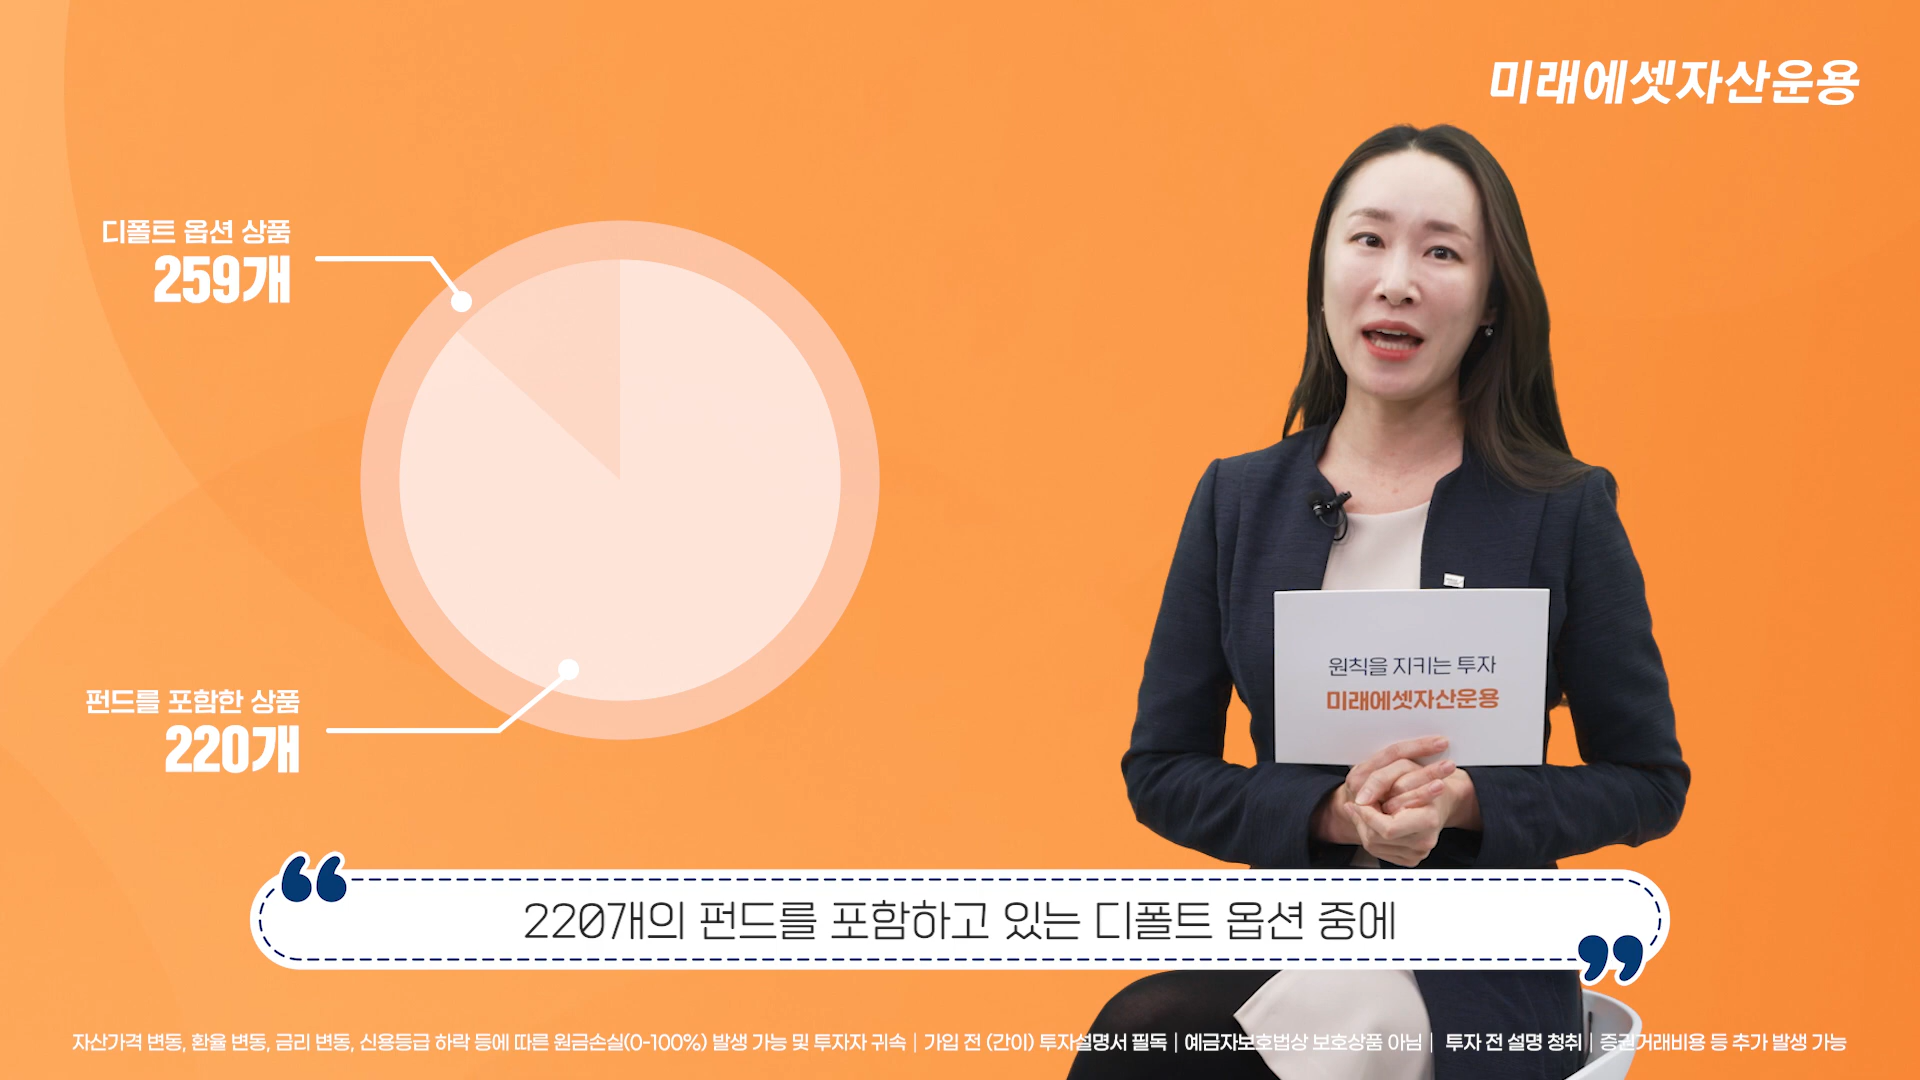 미래에셋자산운용
디폴트 옵션 상품
259개
펀드를 포함한 상품
220개
원칙을 지키는 투자
미래에셋자산운용
220개의 펀드를 포함하고 있는 디폴트 옵션 중에
자산가격 변동, 환율 변동, 금리 변동, 신용등급 하락 등에 따른 원금손실(0-100%) 발생 가능 및 투자자 귀속 | 가입 전 (간이) 투자설명서 필독 | 예금자보호법상 보호상품 아님 | 투자 전 설명 청취 | 증권거래비용 등 추가 발생 가능